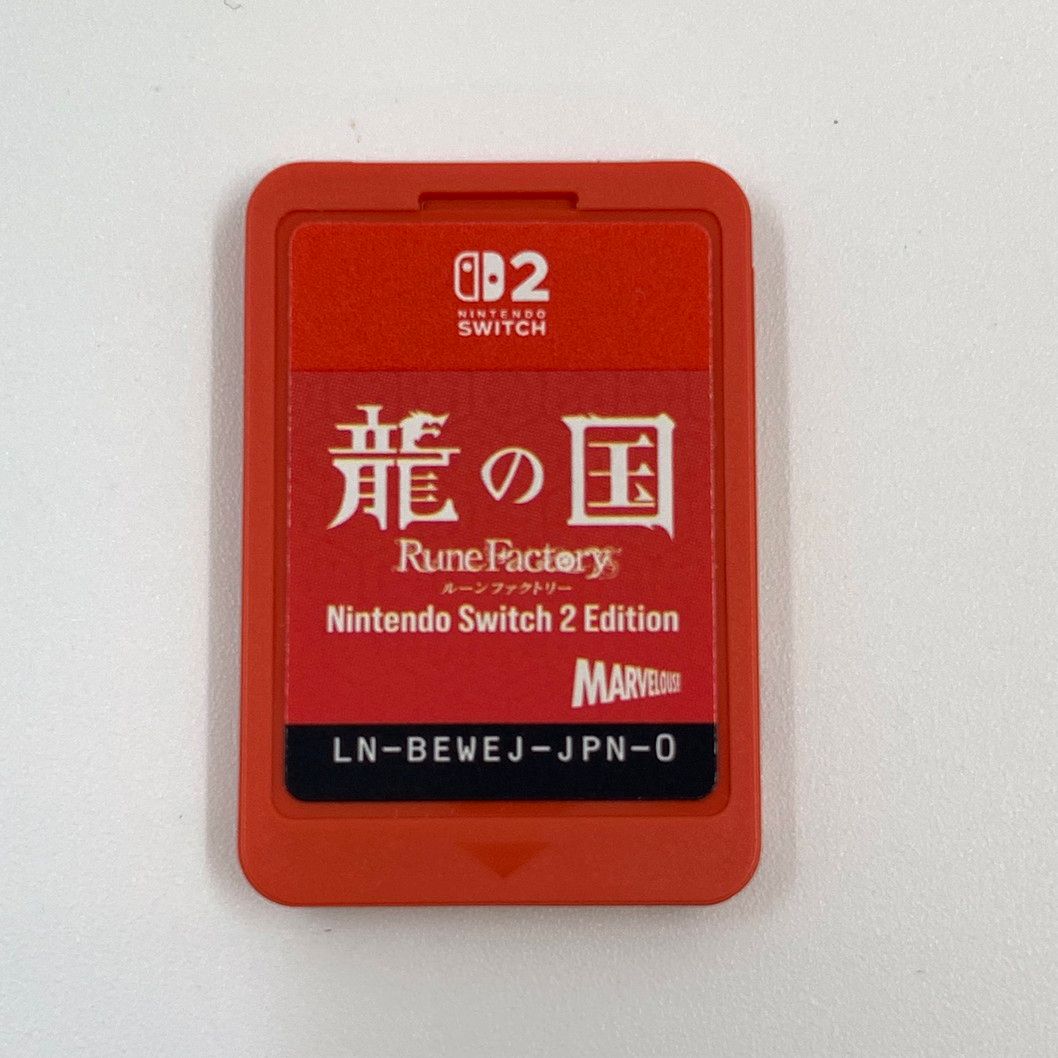 2
NINTENDO
SWITCH
龍の国
Rune Factory
ルーンファクトリー
Nintendo Switch 2 Edition
MARVELOUS!
LN-BEWEJ-JPN-0